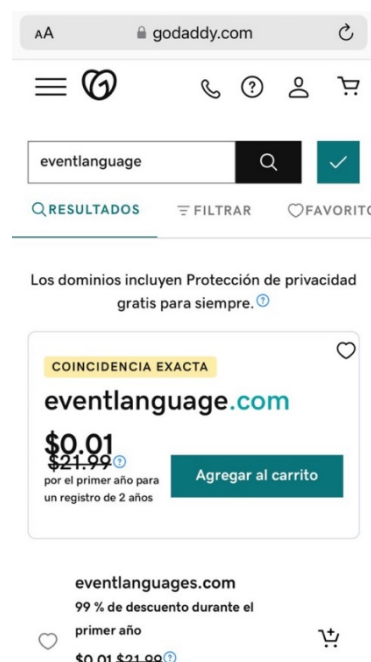 AA godaddy.com
eventlanguage
RESULTADOS FILTRAR FAVORITO
Los dominios incluyen Protección de privacidad
gratis para siempre.
COINCIDENCIA EXACTA
eventlanguage.com
$0.01
$21.99
por el primer año para
un registro de 2 años
Agregar al carrito
eventlanguages.com
99 % de descuento durante el
primer año
$0.01 $21.99